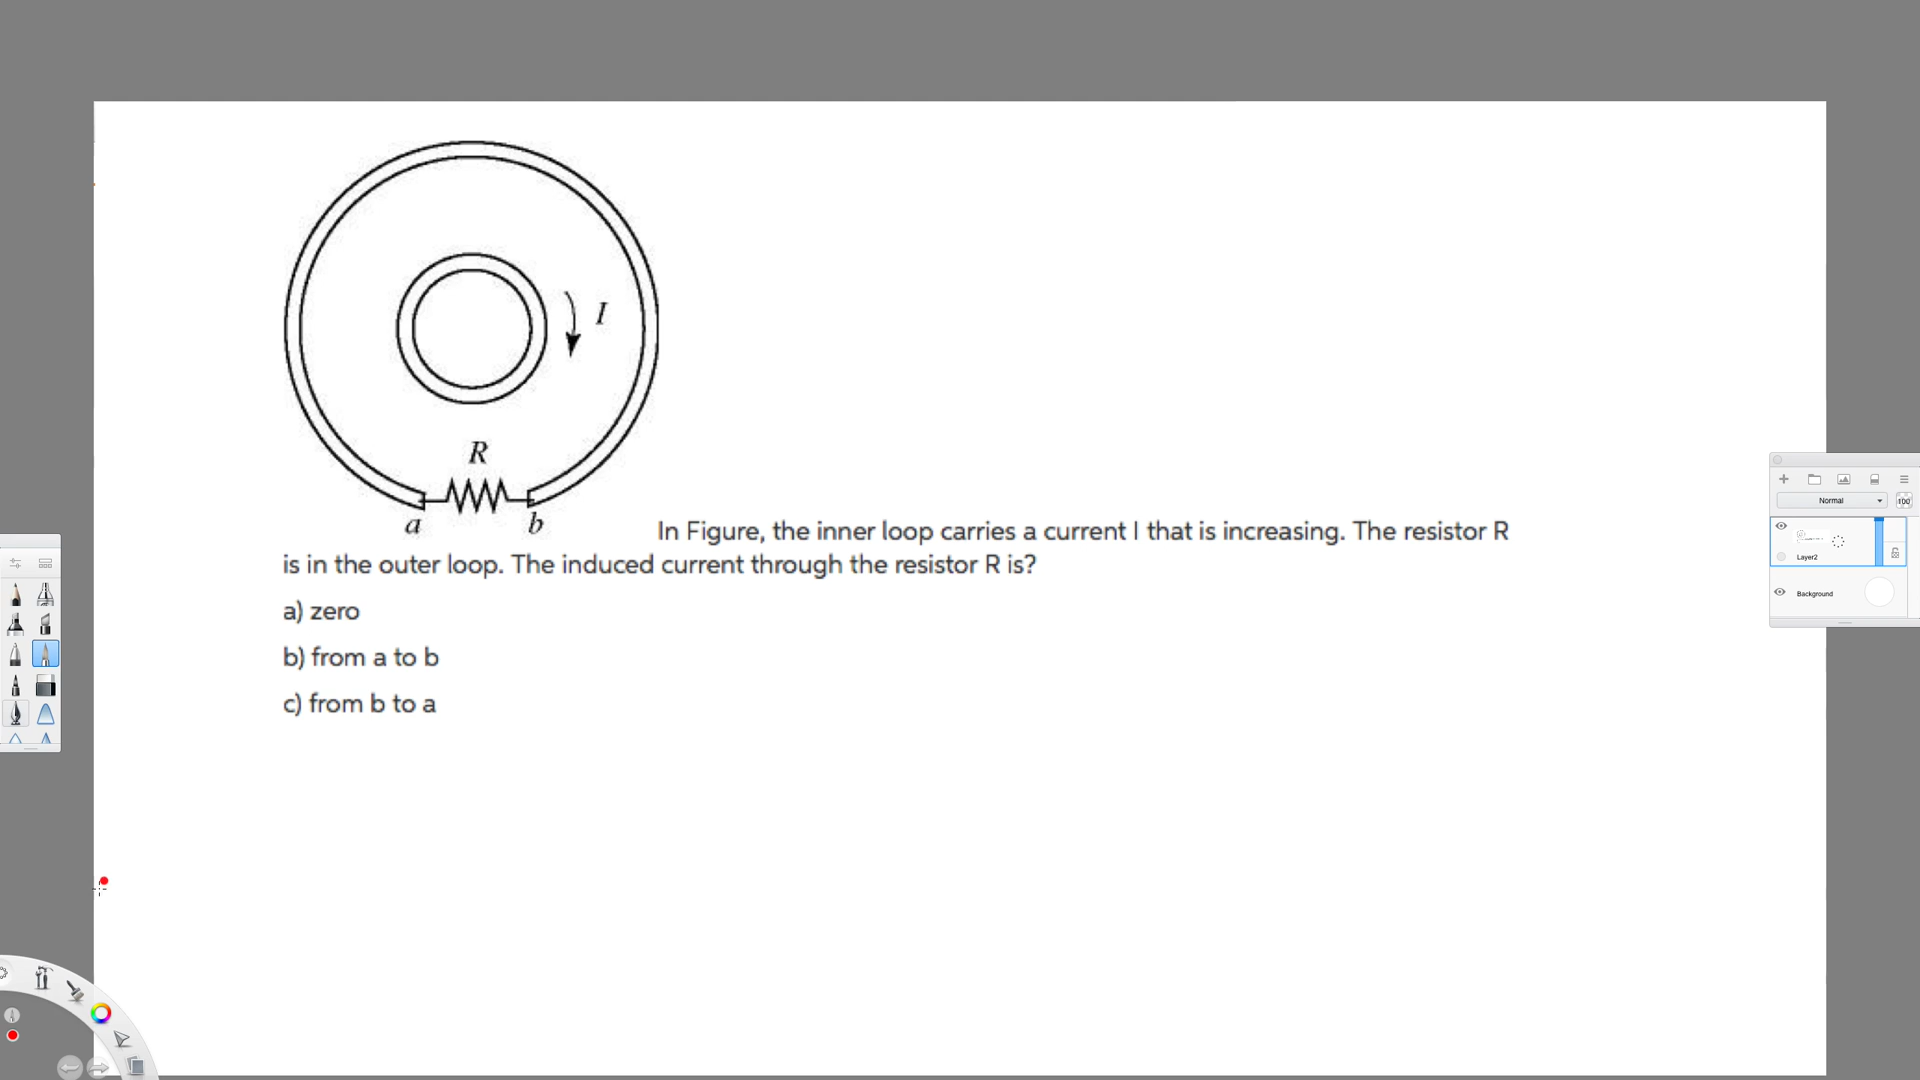 I
R
a
b
In Figure, the inner loop carries a current I that is increasing. The resistor R
is in the outer loop. The induced current through the resistor R is?
a) zero
b) from a to b
c) from b to a
Normal
100
Layer2
Background